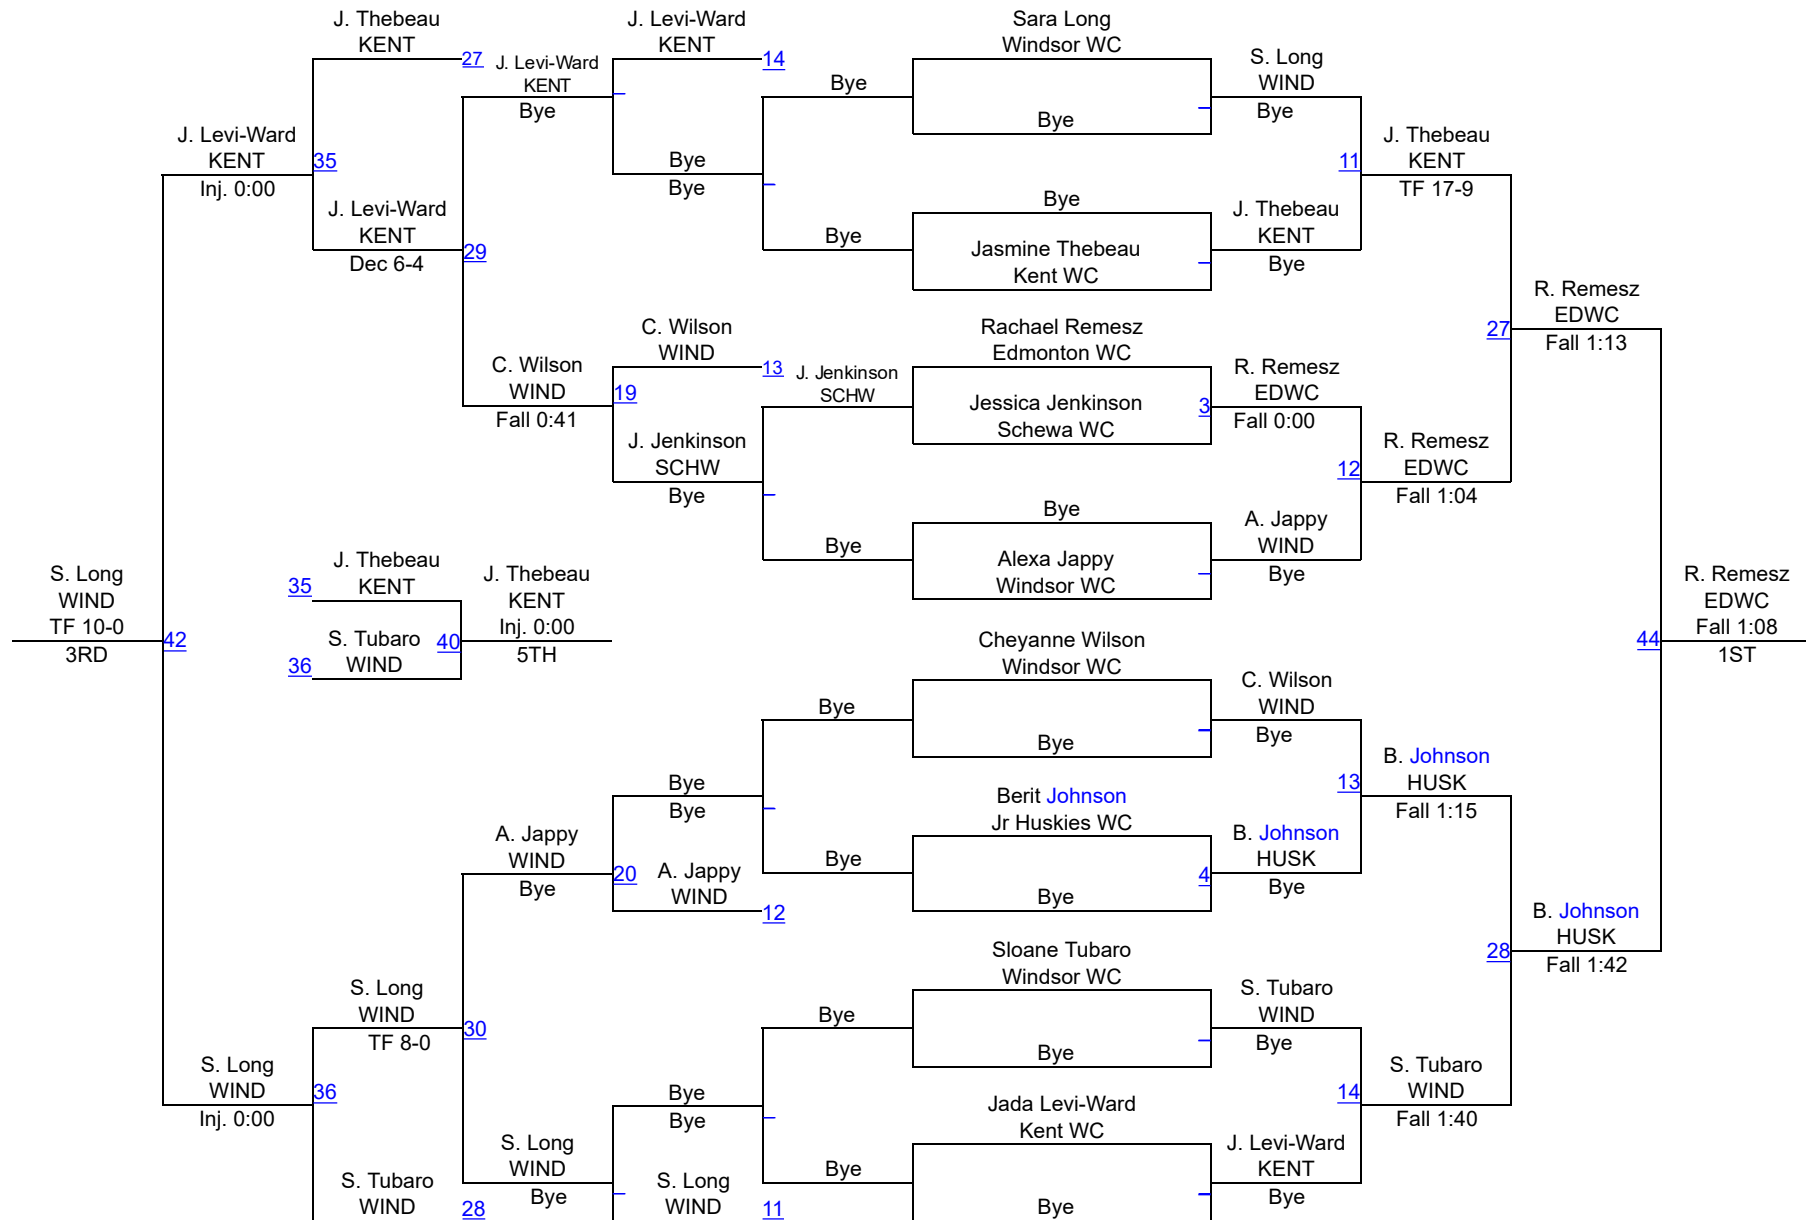 J. Thebeau
KENT
27
J. Levi-Ward
KENT
Bye
J. Levi-Ward
KENT
14
J. Levi-Ward
KENT
Inj. 0:00
35
J. Levi-Ward
KENT
Dec 6-4
29
Bye
Bye
Bye
Bye
Sara Long
Windsor WC
Bye
S. Long
WIND
Bye
Bye
Jasmine Thebeau
Kent WC
J. Thebeau
KENT
Bye
11
J. Thebeau
KENT
TF 17-9
C. Wilson
WIND
Fall 0:41
19
C. Wilson
WIND
13
J. Jenkinson
SCHW
J. Jenkinson
SCHW
Bye
Bye
Rachael Remesz
Edmonton WC
Jessica Jenkinson
Schewa WC
3
R. Remesz
EDWC
Fall 0:00
Bye
Alexa Jappy
Windsor WC
A. Jappy
WIND
Bye
12
R. Remesz
EDWC
Fall 1:04
27
R. Remesz
EDWC
Fall 1:13
S. Long
WIND
TF 10-0
3RD
42
35
J. Thebeau
KENT
36
S. Tubaro
WIND
40
J. Thebeau
KENT
Inj. 0:00
5TH
44
R. Remesz
EDWC
Fall 1:08
1ST
Bye
Cheyanne Wilson
Windsor WC
Bye
C. Wilson
WIND
Bye
Bye
Bye
Bye
Berit Johnson
Jr Huskies WC
Bye
4
B. Johnson
HUSK
Bye
13
B. Johnson
HUSK
Fall 1:15
A. Jappy
WIND
Bye
20
A. Jappy
WIND
12
28
B. Johnson
HUSK
Fall 1:42
S. Long
WIND
TF 8-0
30
Bye
Sloane Tubaro
Windsor WC
Bye
S. Tubaro
WIND
Bye
S. Long
WIND
Inj. 0:00
36
Bye
Bye
14
S. Tubaro
WIND
Fall 1:40
Jada Levi-Ward
Kent WC
Bye
Bye
J. Levi-Ward
KENT
Bye
S. Tubaro
WIND
28
S. Long
WIND
Bye
S. Long
WIND
11